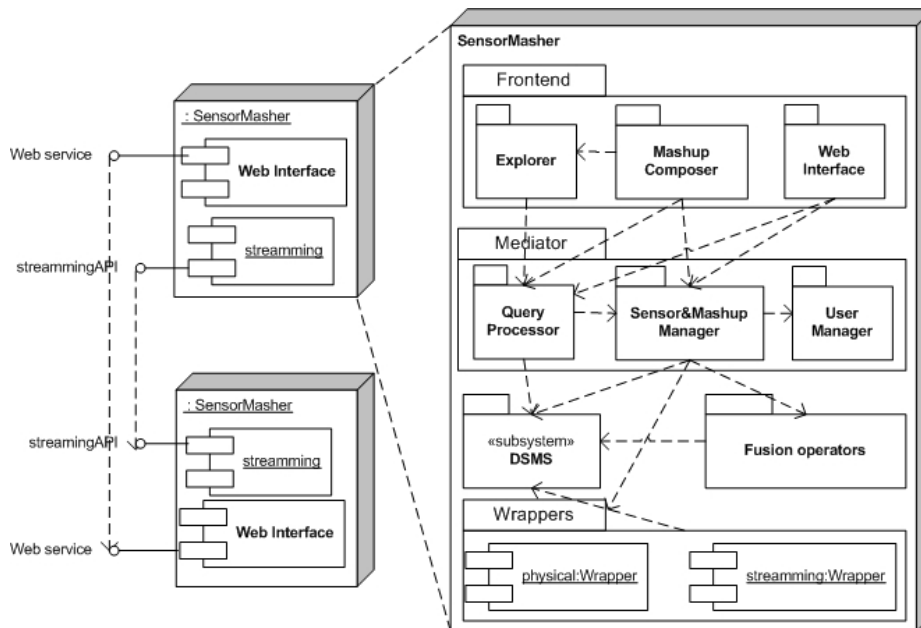 : SensorMasher
Web service
Web Interface
streamming
streammingAPI
: SensorMasher
streamingAPI
streamming
Web Interface
Web service
SensorMasher
Frontend
Explorer
Mashup
Composer
Web
Interface
Mediator
Query
Processor
Sensor&Mashup
Manager
User
Manager
«subsystem»
DSMS
Fusion operators
Wrappers
physical:Wrapper
streamming:Wrapper